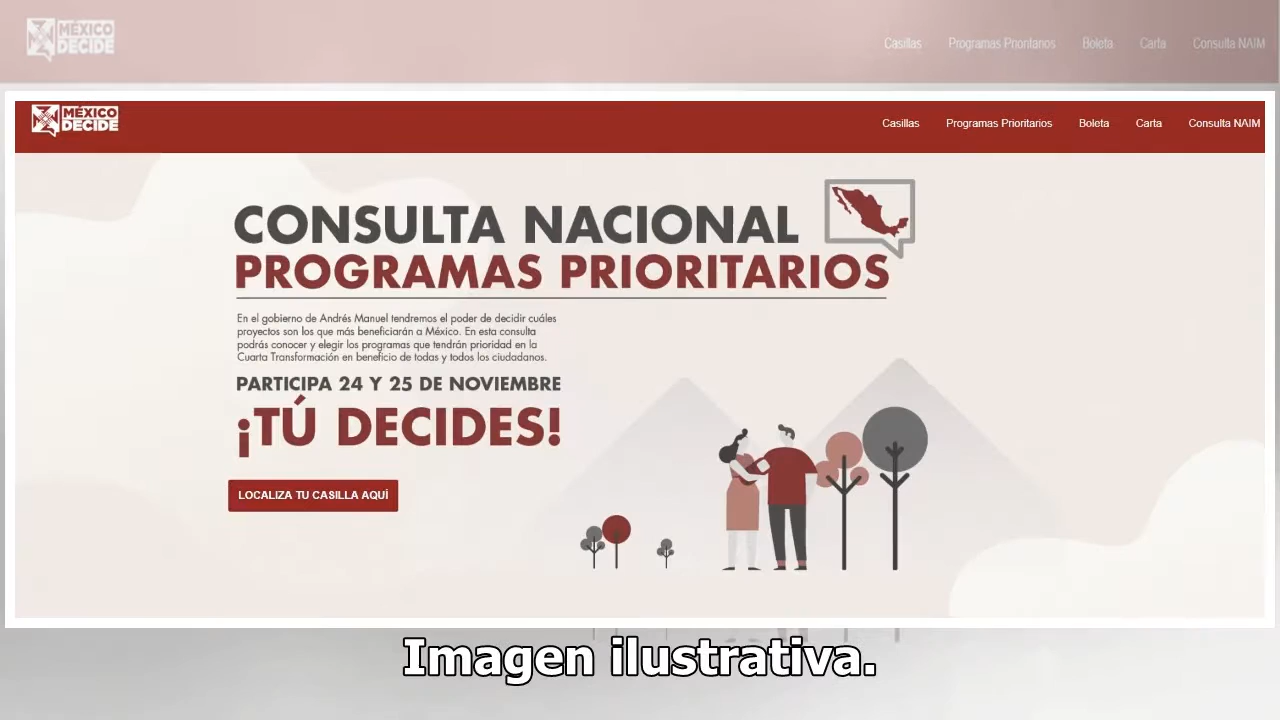 MÉXICO
DECIDE
Casillas Programas Prioritarios Boleta Carta Consulta NAIM
MÉXICO
DECIDE
Casillas Programas Prioritarios Boleta Carta Consulta NAIM
CONSULTA NACIONAL
PROGRAMAS PRIORITARIOS
En el gobierno de Andrés Manuel tendremos el poder de decidir cuáles
proyectos son los que más beneficiarán a México. En esta consulta
podrás conocer y elegir los programas que tendrán prioridad en la
Cuarta Transformación en beneficio de todas y todos los ciudadanos.
PARTICIPA 24 Y 25 DE NOVIEMBRE
¡TÚ DECIDES!
LOCALIZA TU CASILLA AQUÍ
Imagen ilustrativa.